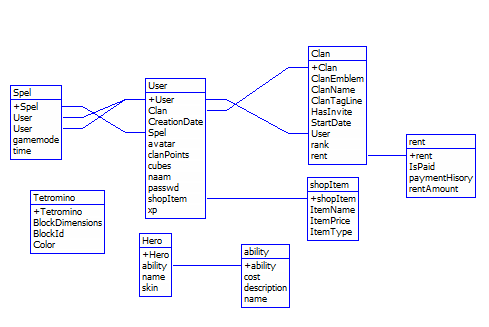 Spel
+Spel
User
User
gamemode
time
User
+User
Clan
CreationDate
Spel
avatar
clanPoints
cubes
naam
passwd
shopItem
xp
Clan
+Clan
ClanEmblem
ClanName
ClanTagLine
HasInvite
StartDate
User
rank
rent
rent
+rent
IsPaid
paymentHisory
rentAmount
shopItem
+shopItem
ItemName
ItemPrice
ItemType
Tetromino
+Tetromino
BlockDimensions
BlockId
Color
Hero
+Hero
ability
name
skin
ability
+ability
cost
description
name